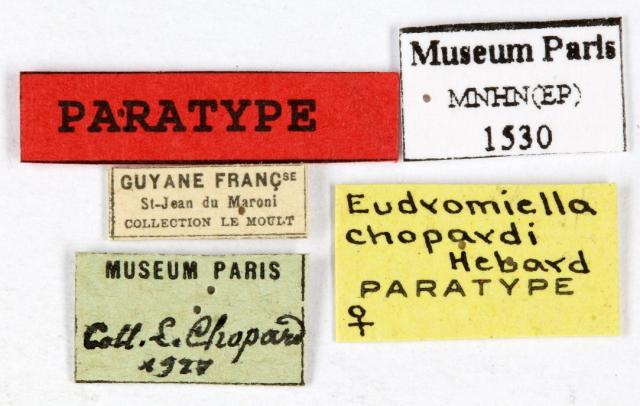 PARATYPE
Museum Paris
MNHN(EP)
1530
GUYANE FRANÇSE
St-Jean du Maroni
COLLECTION LE MOULT
Eudromiella
chopardi
Hebard
PARATYPE
♀
MUSEUM PARIS
Coll. L. Chopard
1927